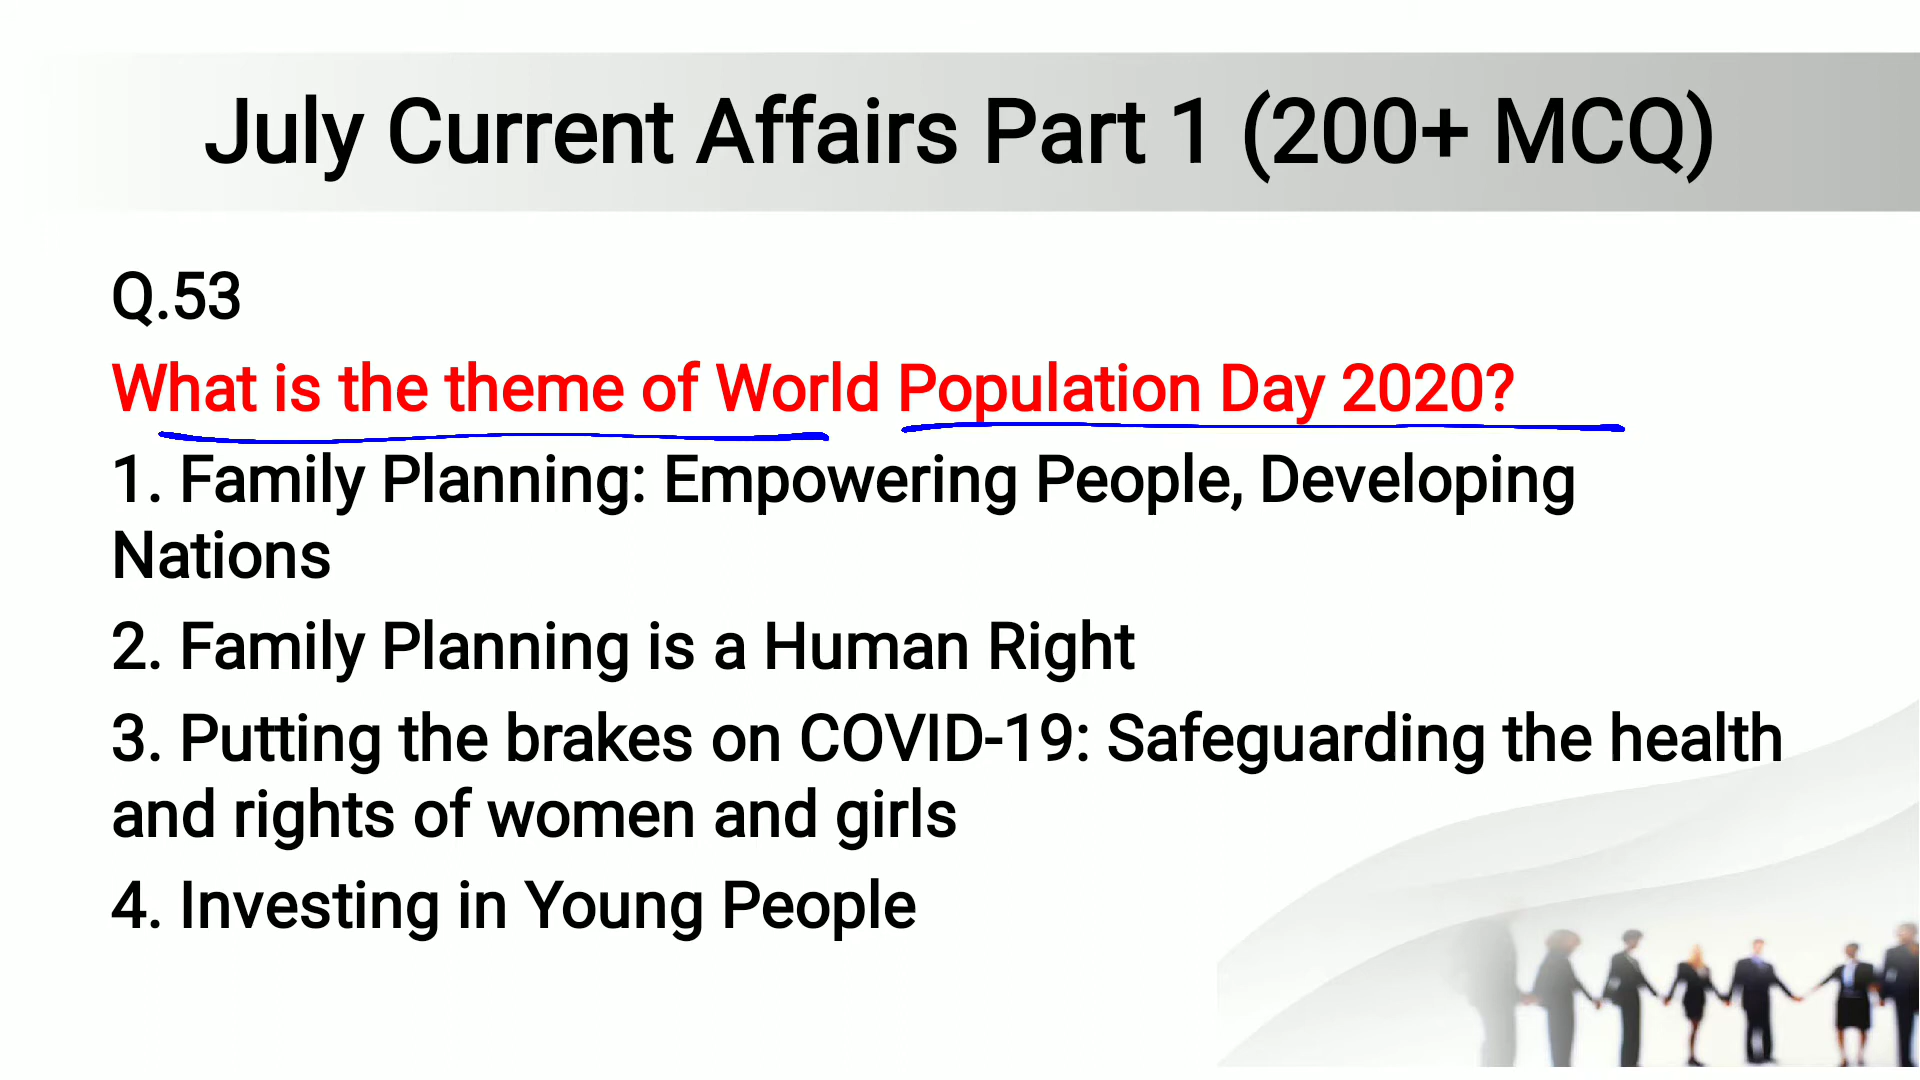 July Current Affairs Part 1 (200+ MCQ)
Q.53
What is the theme of World Population Day 2020?
1. Family Planning: Empowering People, Developing
Nations
2. Family Planning is a Human Right
3. Putting the brakes on COVID-19: Safeguarding the health
and rights of women and girls
4. Investing in Young People